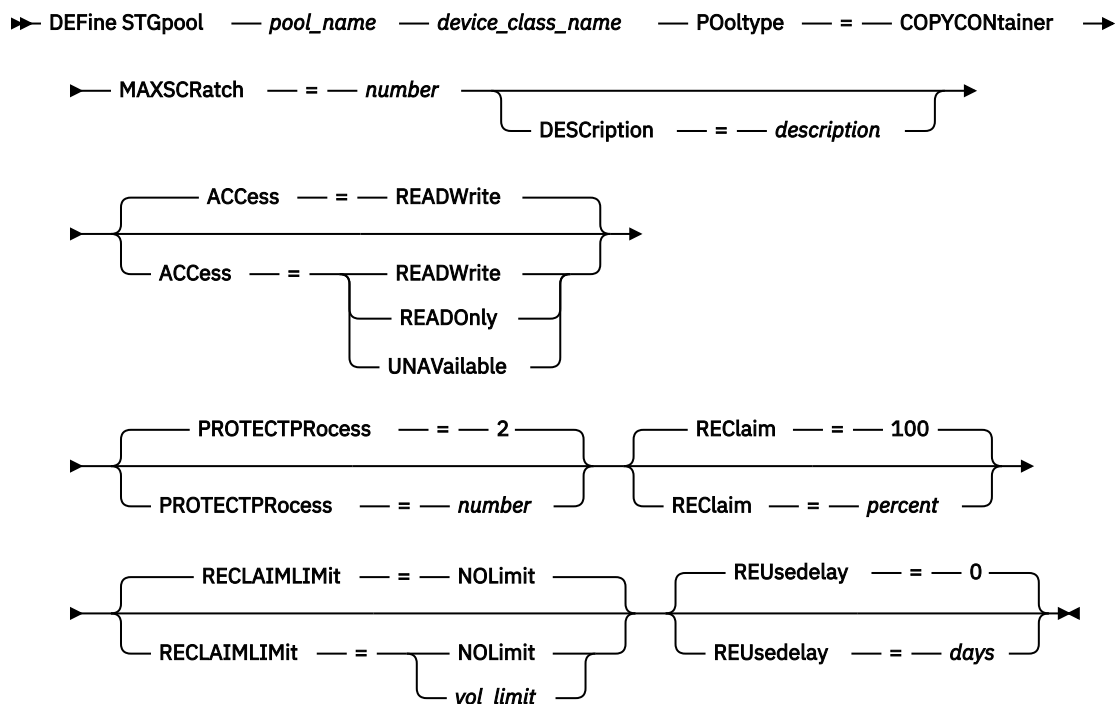 DEFine STGpool pool_name device_class_name POoltype = COPYCONtainer
MAXSCRatch = number
DESCription = description
ACCess = READWrite
ACCess = READWrite
READOnly
UNAVailable
PROTECTPRocess = 2 REClaim = 100
PROTECTPRocess = number REClaim = percent
RECLAIMLIMit = NOLimit REUsedelay = 0
RECLAIMLIMit = NOLimit REUsedelay = days
vol_limit